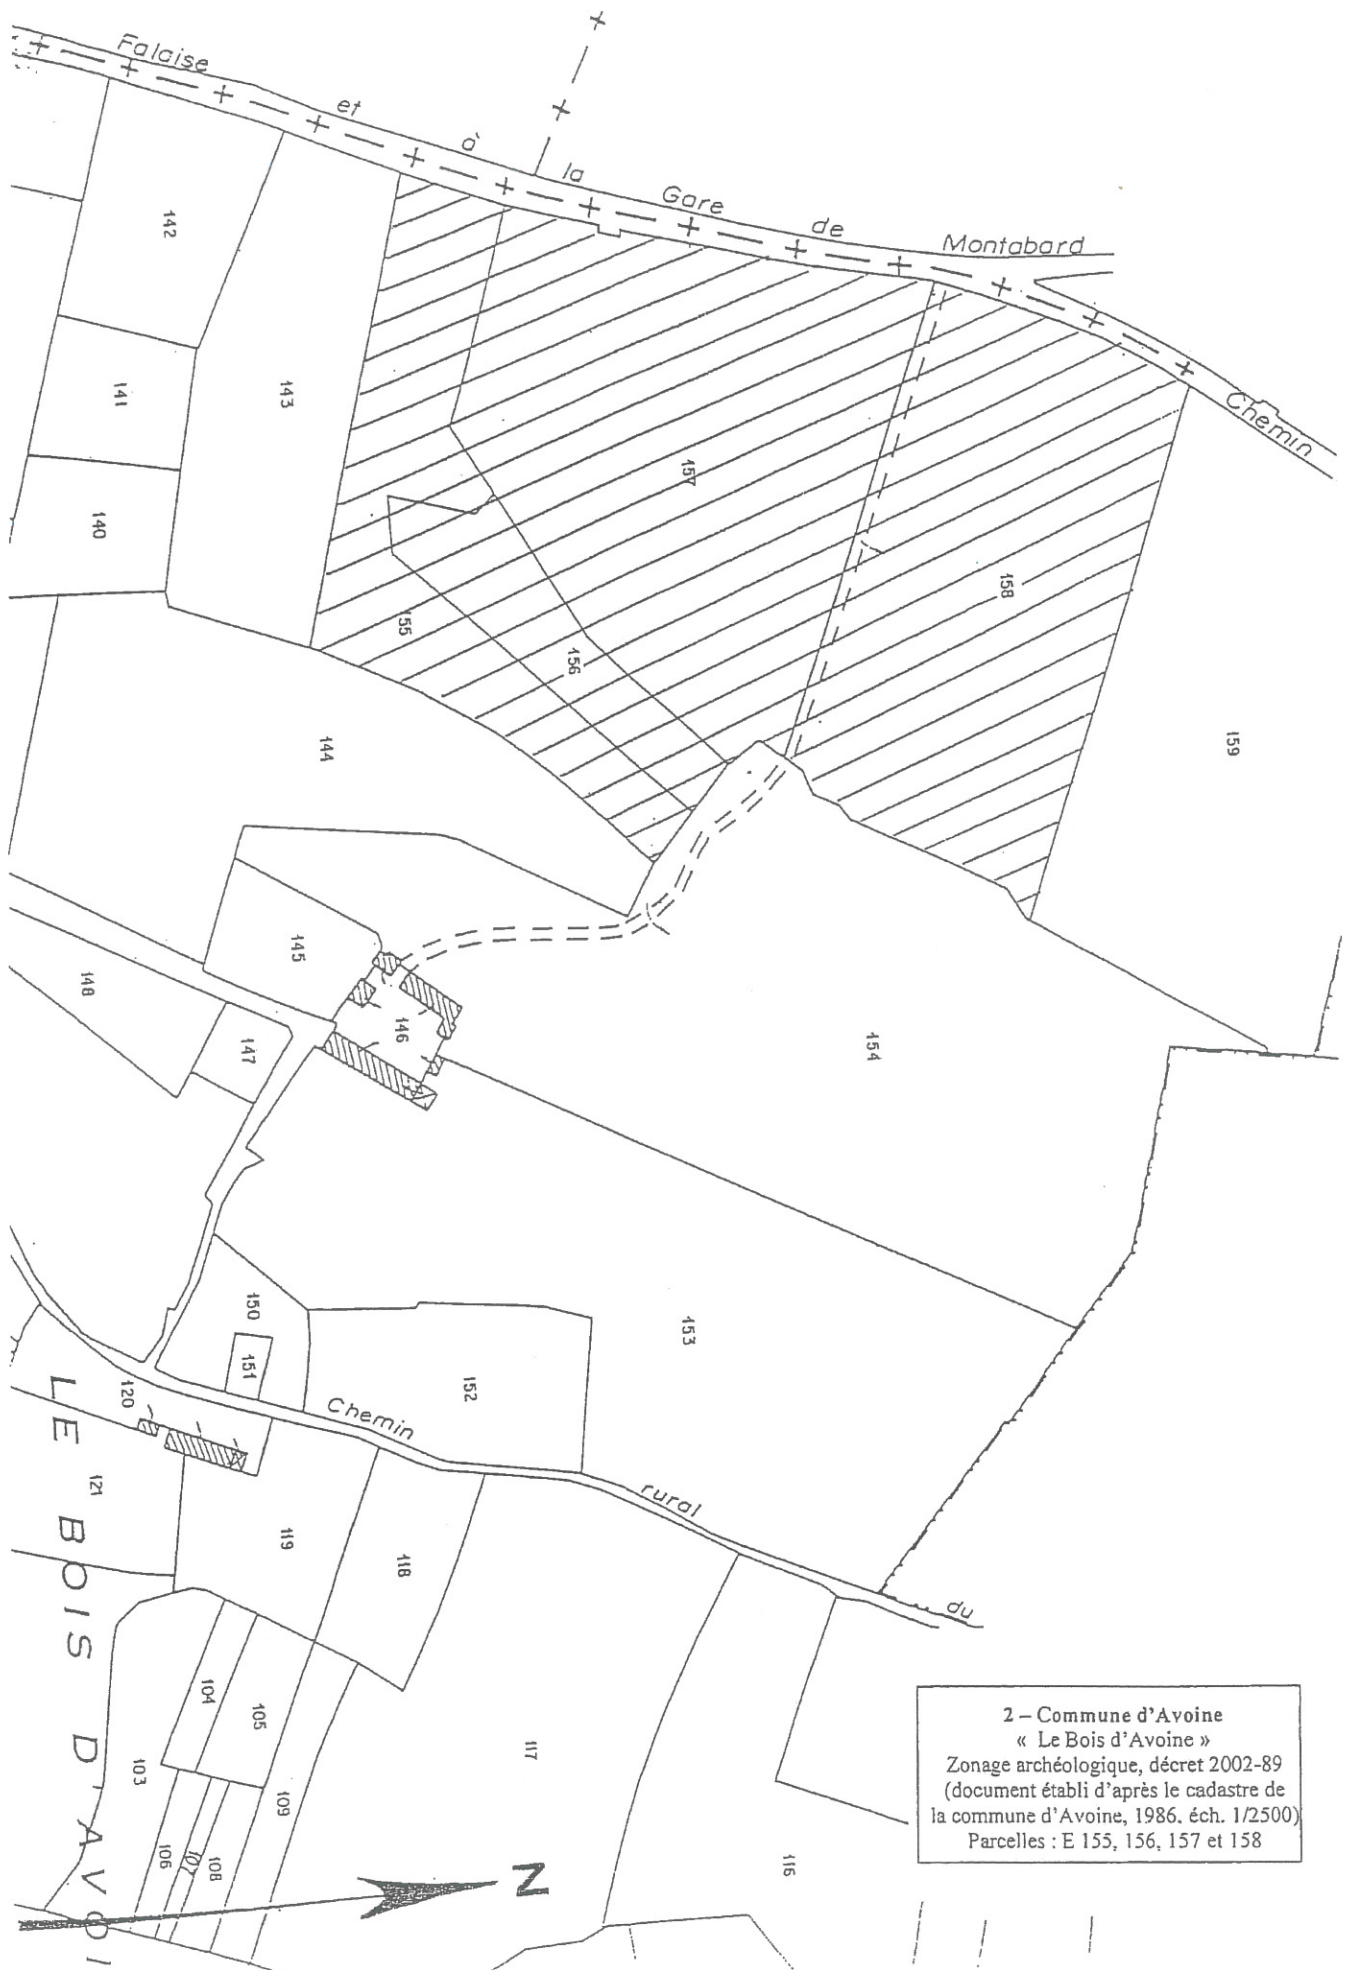 Falaise et à la Gare de Montabard
Chemin
142
141
140
143
157
158
159
155
156
144
145
146
147
148
154
153
150
151
152
Chemin rural du
120
121
119
118
104
105
103
109
106
107
108
117
116
LE BOIS D'AVOI
N
2 – Commune d'Avoine
« Le Bois d'Avoine »
Zonage archéologique, décret 2002-89
(document établi d'après le cadastre de
la commune d'Avoine, 1986. éch. 1/2500)
Parcelles : E 155, 156, 157 et 158